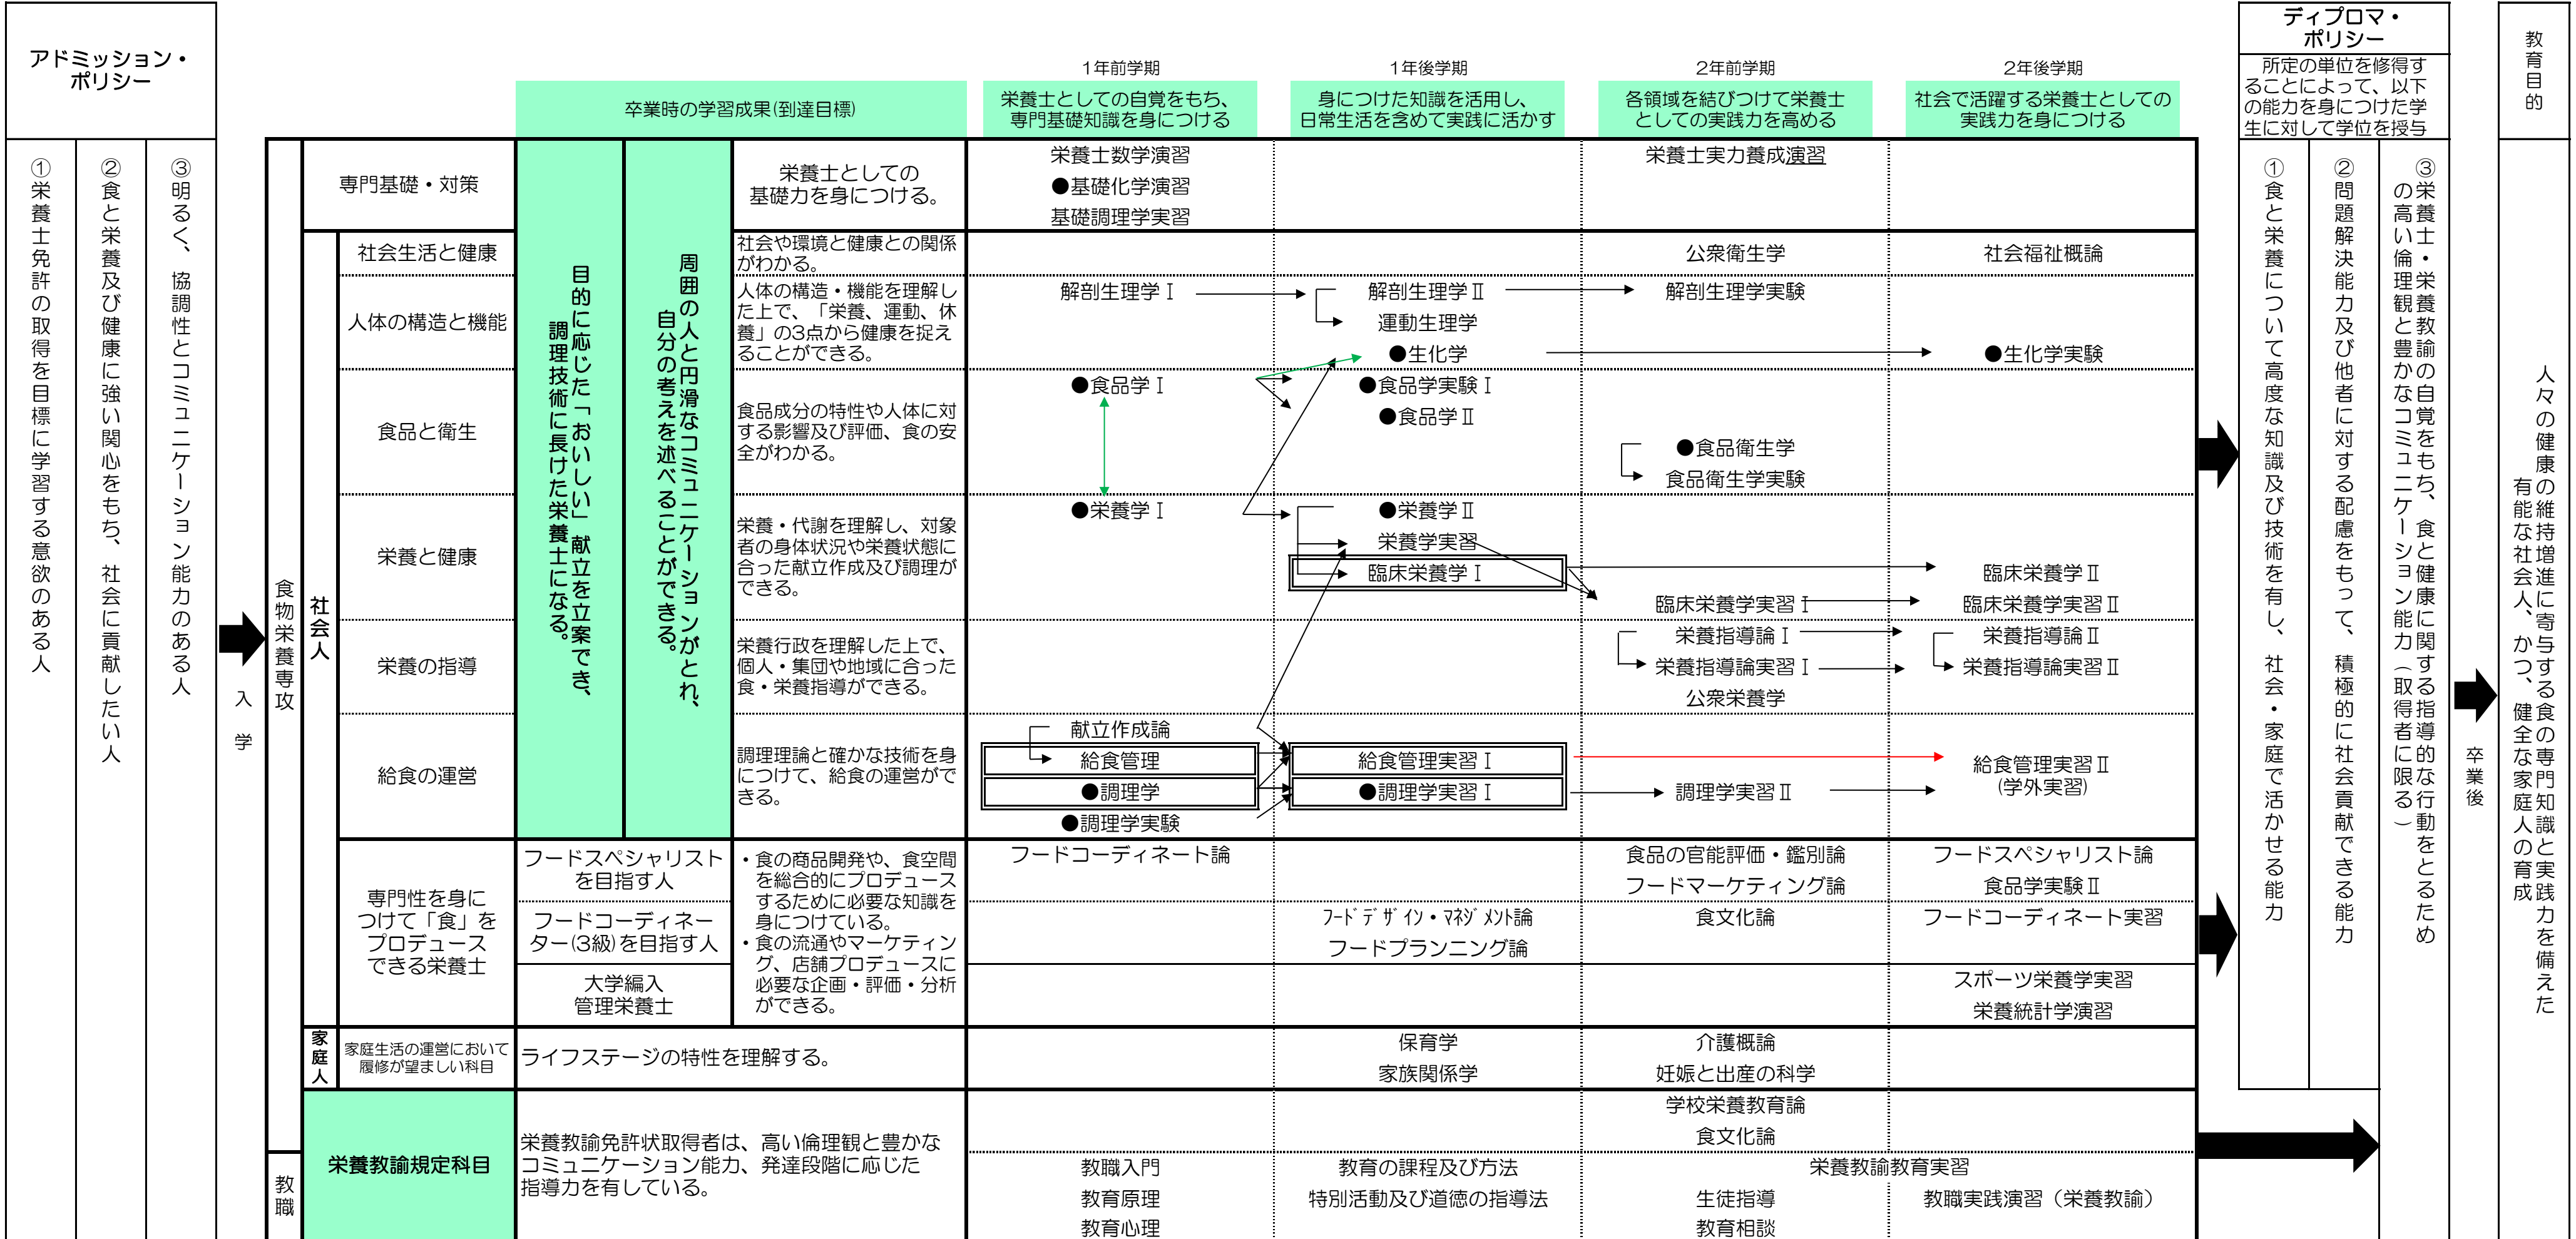 アドミッション・
ポリシー
①栄養士免許の取得を目標に学習する意欲のある人
②食と栄養及び健康に強い関心をもち、社会に貢献したい人
③明るく、協調性とコミュニケーション能力のある人
入学
食物栄養専攻
教職
社会人
家庭人
卒業時の学習成果(到達目標)
1年前学期
栄養士としての自覚をもち、
専門基礎知識を身につける
1年後学期
身につけた知識を活用し、
日常生活を含めて実践に活かす
2年前学期
各領域を結びつけて栄養士
としての実践力を高める
2年後学期
社会で活躍する栄養士としての
実践力を身につける
目的に応じた「おいしい」献立を立案でき、
調理技術に長けた栄養士になる。
周囲の人と円滑なコミュニケーションがとれ、
自分の考えを述べることができる。
専門基礎・対策
栄養士としての
基礎力を身につける。
栄養士数学演習
●基礎化学演習
基礎調理学実習
栄養士実力養成演習
社会生活と健康
社会や環境と健康との関係
がわかる。
公衆衛生学
社会福祉概論
人体の構造と機能
人体の構造・機能を理解し
た上で、「栄養、運動、休
養」の3点から健康を捉え
ることができる。
解剖生理学Ⅰ
解剖生理学Ⅱ
運動生理学
●生化学
解剖生理学実験
●生化学実験
食品と衛生
食品成分の特性や人体に対
する影響及び評価、食の安
全がわかる。
●食品学Ⅰ
●食品学実験Ⅰ
●食品学Ⅱ
●食品衛生学
食品衛生学実験
栄養と健康
栄養・代謝を理解し、対象
者の身体状況や栄養状態に
合った献立作成及び調理が
できる。
●栄養学Ⅰ
●栄養学Ⅱ
栄養学実習
臨床栄養学Ⅰ
臨床栄養学実習Ⅰ
臨床栄養学Ⅱ
臨床栄養学実習Ⅱ
栄養の指導
栄養行政を理解した上で、
個人・集団や地域に合った
食・栄養指導ができる。
栄養指導論Ⅰ
栄養指導論実習Ⅰ
公衆栄養学
栄養指導論Ⅱ
栄養指導論実習Ⅱ
給食の運営
調理理論と確かな技術を身
につけて、給食の運営がで
きる。
献立作成論
給食管理
●調理学
●調理学実験
給食管理実習Ⅰ
●調理学実習Ⅰ
調理学実習Ⅱ
給食管理実習Ⅱ
(学外実習)
専門性を身に
つけて「食」を
プロデュース
できる栄養士
フードスペシャリスト
を目指す人
フードコーディネー
ター(3級)を目指す人
大学編入
管理栄養士
・食の商品開発や、食空間
を総合的にプロデュース
するために必要な知識を
身につけている。
・食の流通やマーケティン
グ、店舗プロデュースに
必要な企画・評価・分析
ができる。
フードコーディネート論
食品の官能評価・鑑別論
フードマーケティング論
フードスペシャリスト論
食品学実験Ⅱ
ﾌｰﾄﾞﾃﾞｻﾞｲﾝ・ﾏﾈｼﾞﾒﾝﾄ論
フードプランニング論
食文化論
フードコーディネート実習
スポーツ栄養学実習
栄養統計学演習
家庭生活の運営において
履修が望ましい科目
ライフステージの特性を理解する。
保育学
家族関係学
介護概論
妊娠と出産の科学
栄養教諭規定科目
栄養教諭免許状取得者は、高い倫理観と豊かな
コミュニケーション能力、発達段階に応じた
指導力を有している。
学校栄養教育論
食文化論
教職入門
教育原理
教育心理
教育の課程及び方法
特別活動及び道徳の指導法
栄養教諭教育実習
生徒指導
教育相談
教職実践演習（栄養教諭）
ディプロマ・
ポリシー
所定の単位を修得す
ることによって、以下
の能力を身につけた学
生に対して学位を授与
①食と栄養について高度な知識及び技術を有し、社会・家庭で活かせる能力
②問題解決能力及び他者に対する配慮をもって、積極的に社会貢献できる能力
③栄養士・栄養教諭の自覚をもち、食と健康に関する指導的な行動をとるため
の高い倫理観と豊かなコミュニケーション能力（取得者に限る）
卒業後
教育目的
人々の健康の維持増進に寄与する食の専門知識と実践力を備えた
有能な社会人、かつ、健全な家庭人の育成